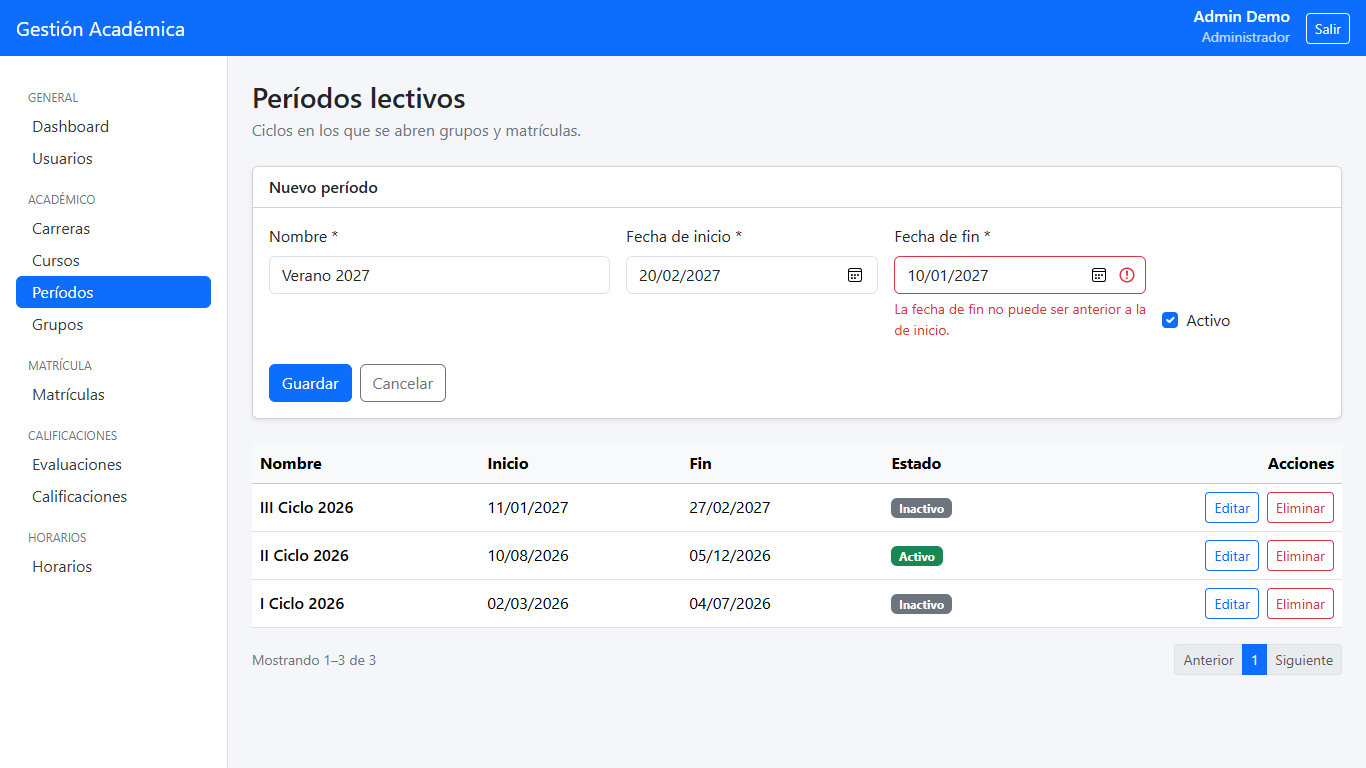 Gestión Académica
Admin Demo
Administrador
Salir
GENERAL
Dashboard
Usuarios
ACADÉMICO
Carreras
Cursos
Períodos
Grupos
MATRÍCULA
Matrículas
CALIFICACIONES
Evaluaciones
Calificaciones
HORARIOS
Horarios
Períodos lectivos
Ciclos en los que se abren grupos y matrículas.
Nuevo período
Nombre * Fecha de inicio * Fecha de fin *
Verano 2027 20/02/2027 10/01/2027
La fecha de fin no puede ser anterior a la
de inicio.
Activo
Guardar Cancelar
Nombre Inicio Fin Estado Acciones
III Ciclo 2026 11/01/2027 27/02/2027 Inactivo Editar Eliminar
II Ciclo 2026 10/08/2026 05/12/2026 Activo Editar Eliminar
I Ciclo 2026 02/03/2026 04/07/2026 Inactivo Editar Eliminar
Mostrando 1–3 de 3 Anterior 1 Siguiente